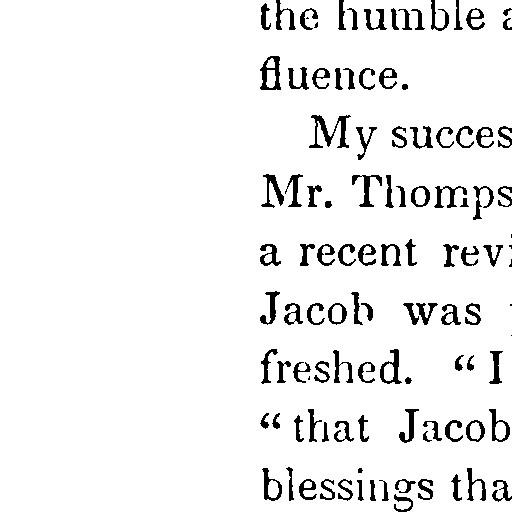 the humble
fluence.
My succes
Mr. Thomps
a recent revi
Jacob was
freshed. “ I
“ that Jacob
blessings tha